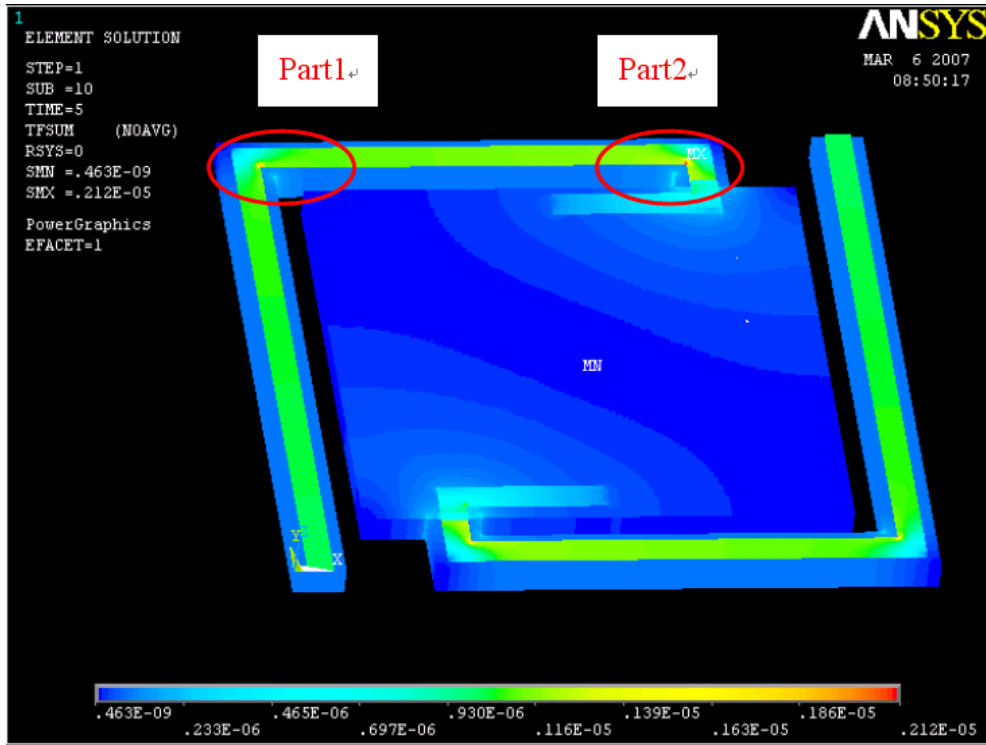 1
ELEMENT SOLUTION
STEP=1
SUB =10
TIME=5
TFSUM (NOAVG)
RSYS=0
SMN =.463E-09
SMX =.212E-05
PowerGraphics
EFACET=1
Part1
Part2
ANSYS
MAR 6 2007
08:50:17
MX
MN
Y
X
.463E-09 .465E-06 .930E-06 .139E-05 .186E-05
.233E-06 .697E-06 .116E-05 .163E-05 .212E-05